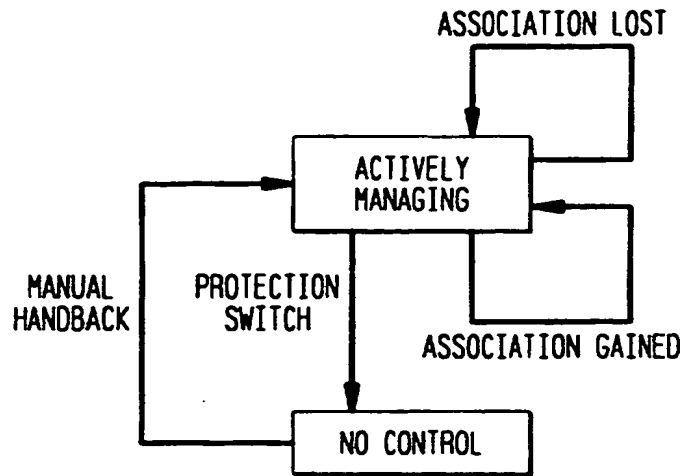 ASSOCIATION LOST
ACTIVELY
MANAGING
MANUAL
HANDBACK
PROTECTION
SWITCH
ASSOCIATION GAINED
NO CONTROL